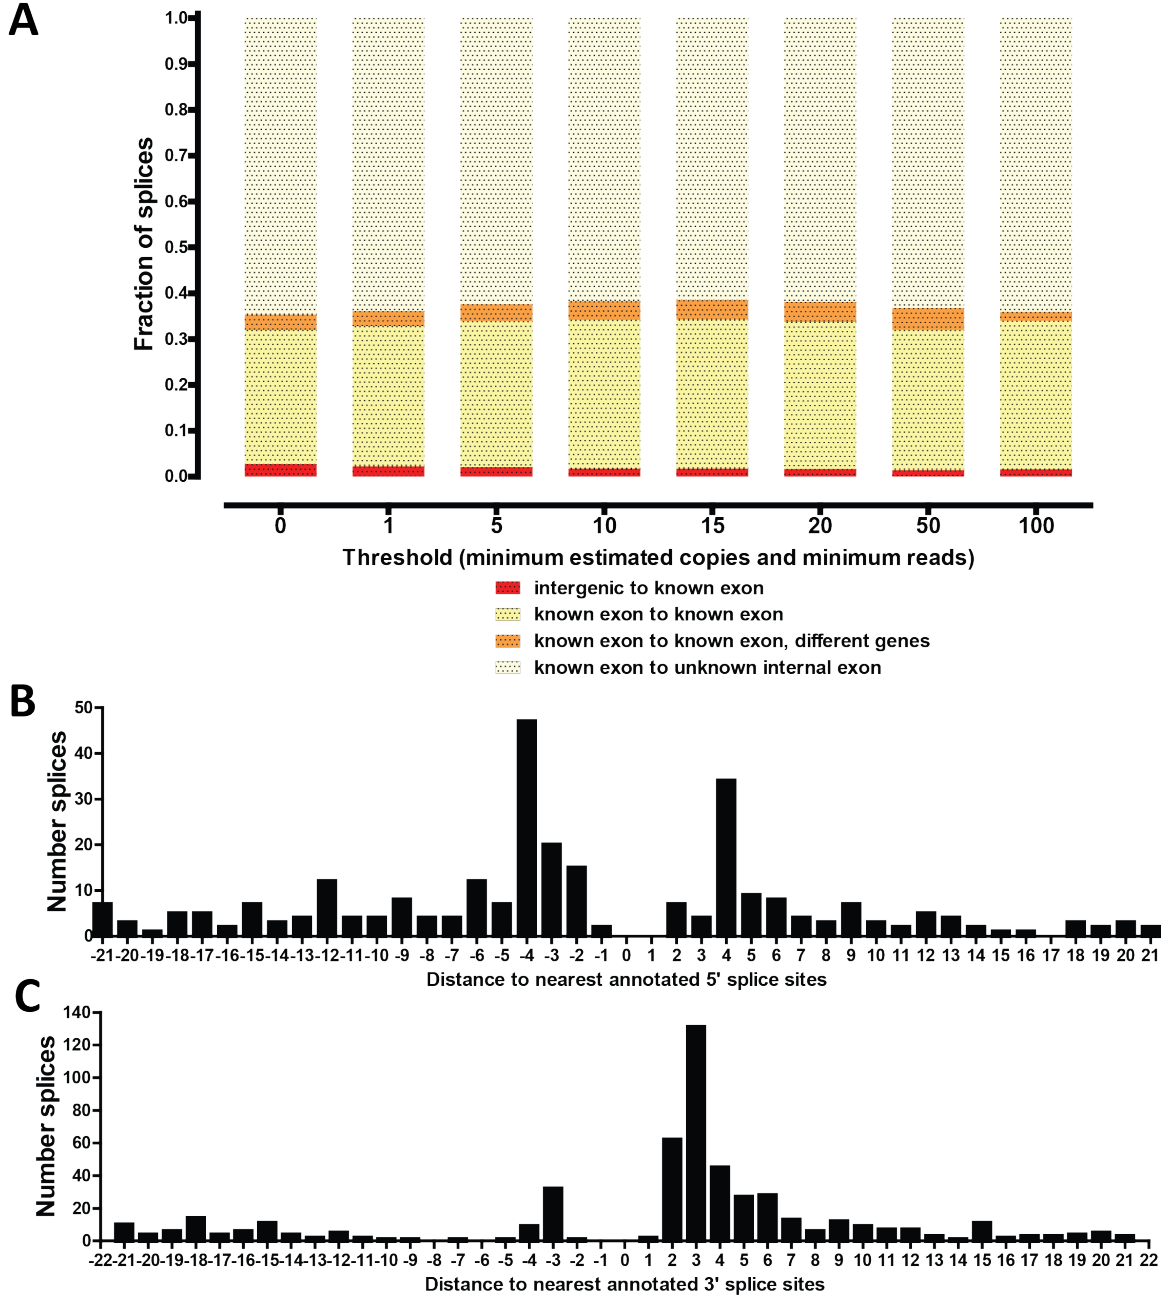 A
Fraction of splices
1.0
0.9
0.8
0.7
0.6
0.5
0.4
0.3
0.2
0.1
0.0
0 1 5 10 15 20 50 100
Threshold (minimum estimated copies and minimum reads)
intergenic to known exon
known exon to known exon
known exon to known exon, different genes
known exon to unknown internal exon
B
Number splices
50
40
30
20
10
0
-21 -20 -19 -18 -17 -16 -15 -14 -13 -12 -11 -10 -9 -8 -7 -6 -5 -4 -3 -2 -1 0 1 2 3 4 5 6 7 8 9 10 11 12 13 14 15 16 17 18 19 20 21
Distance to nearest annotated 5' splice sites
C
Number splices
140
120
100
80
60
40
20
0
-22 -21 -20 -19 -18 -17 -16 -15 -14 -13 -12 -11 -10 -9 -8 -7 -6 -5 -4 -3 -2 -1 0 1 2 3 4 5 6 7 8 9 10 11 12 13 14 15 16 17 18 19 20 21 22
Distance to nearest annotated 3' splice sites